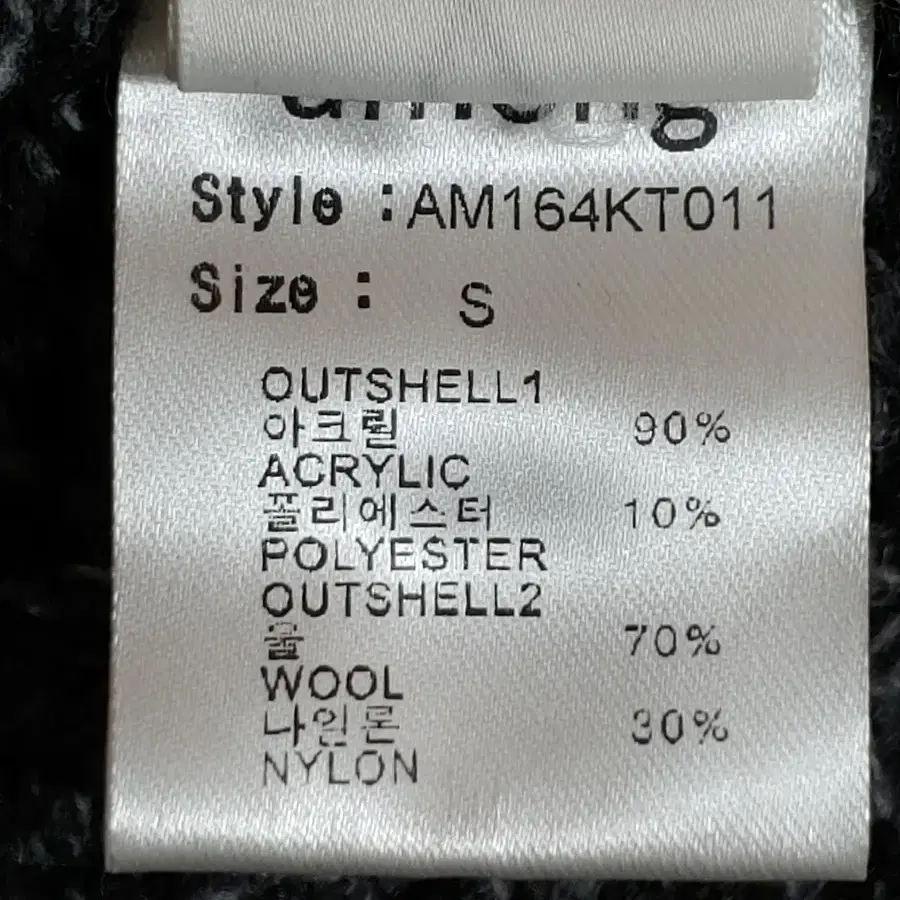 Style : AM164KT011
Size : S
OUTSHELL1
아크릴 90%
ACRYLIC
폴리에스터 10%
POLYESTER
OUTSHELL2
울 70%
WOOL
나일론 30%
NYLON